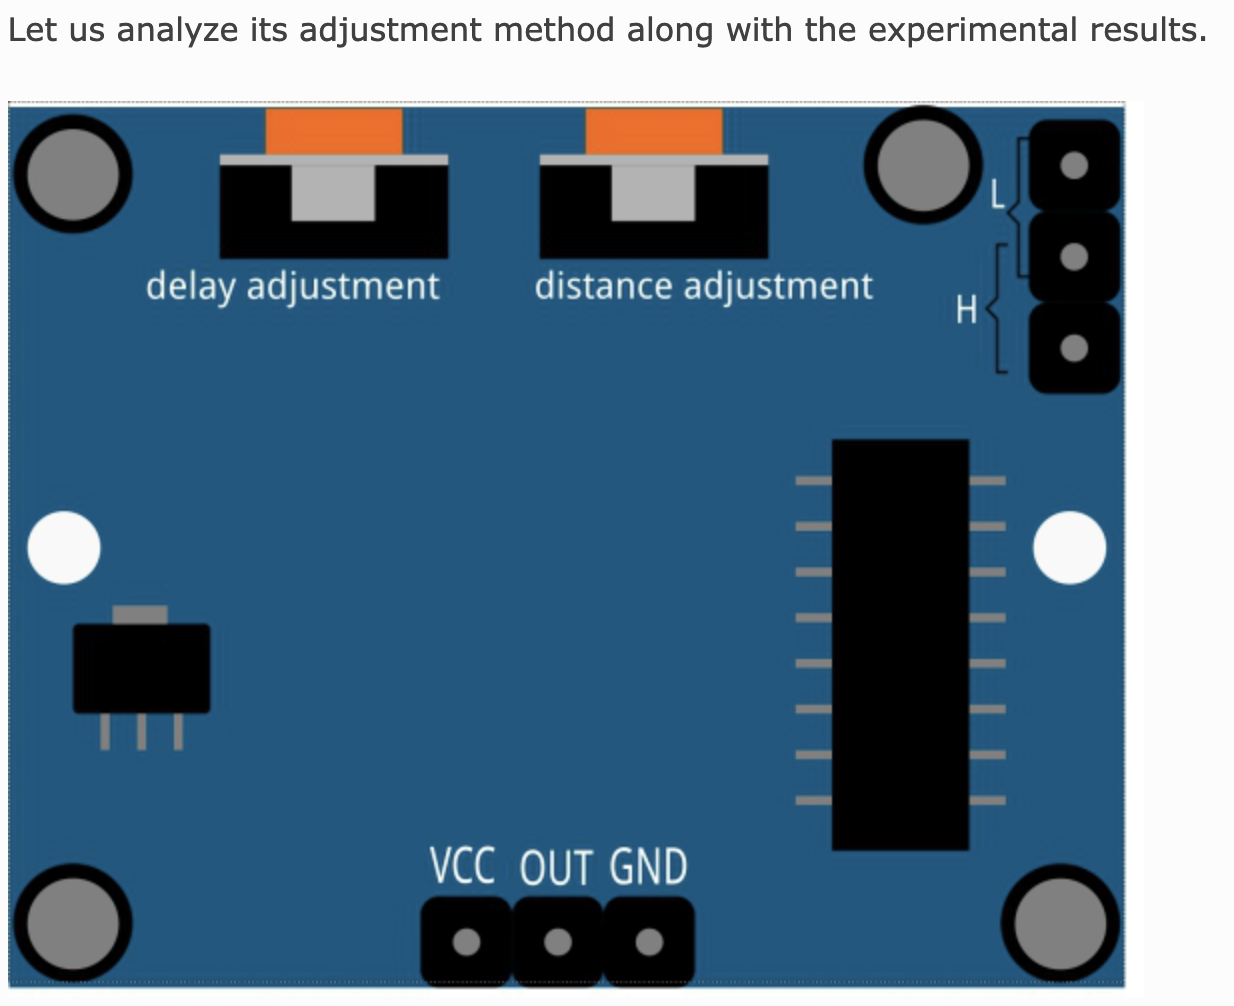 Let us analyze its adjustment method along with the experimental results.
L
delay adjustment distance adjustment
H
VCC OUT GND